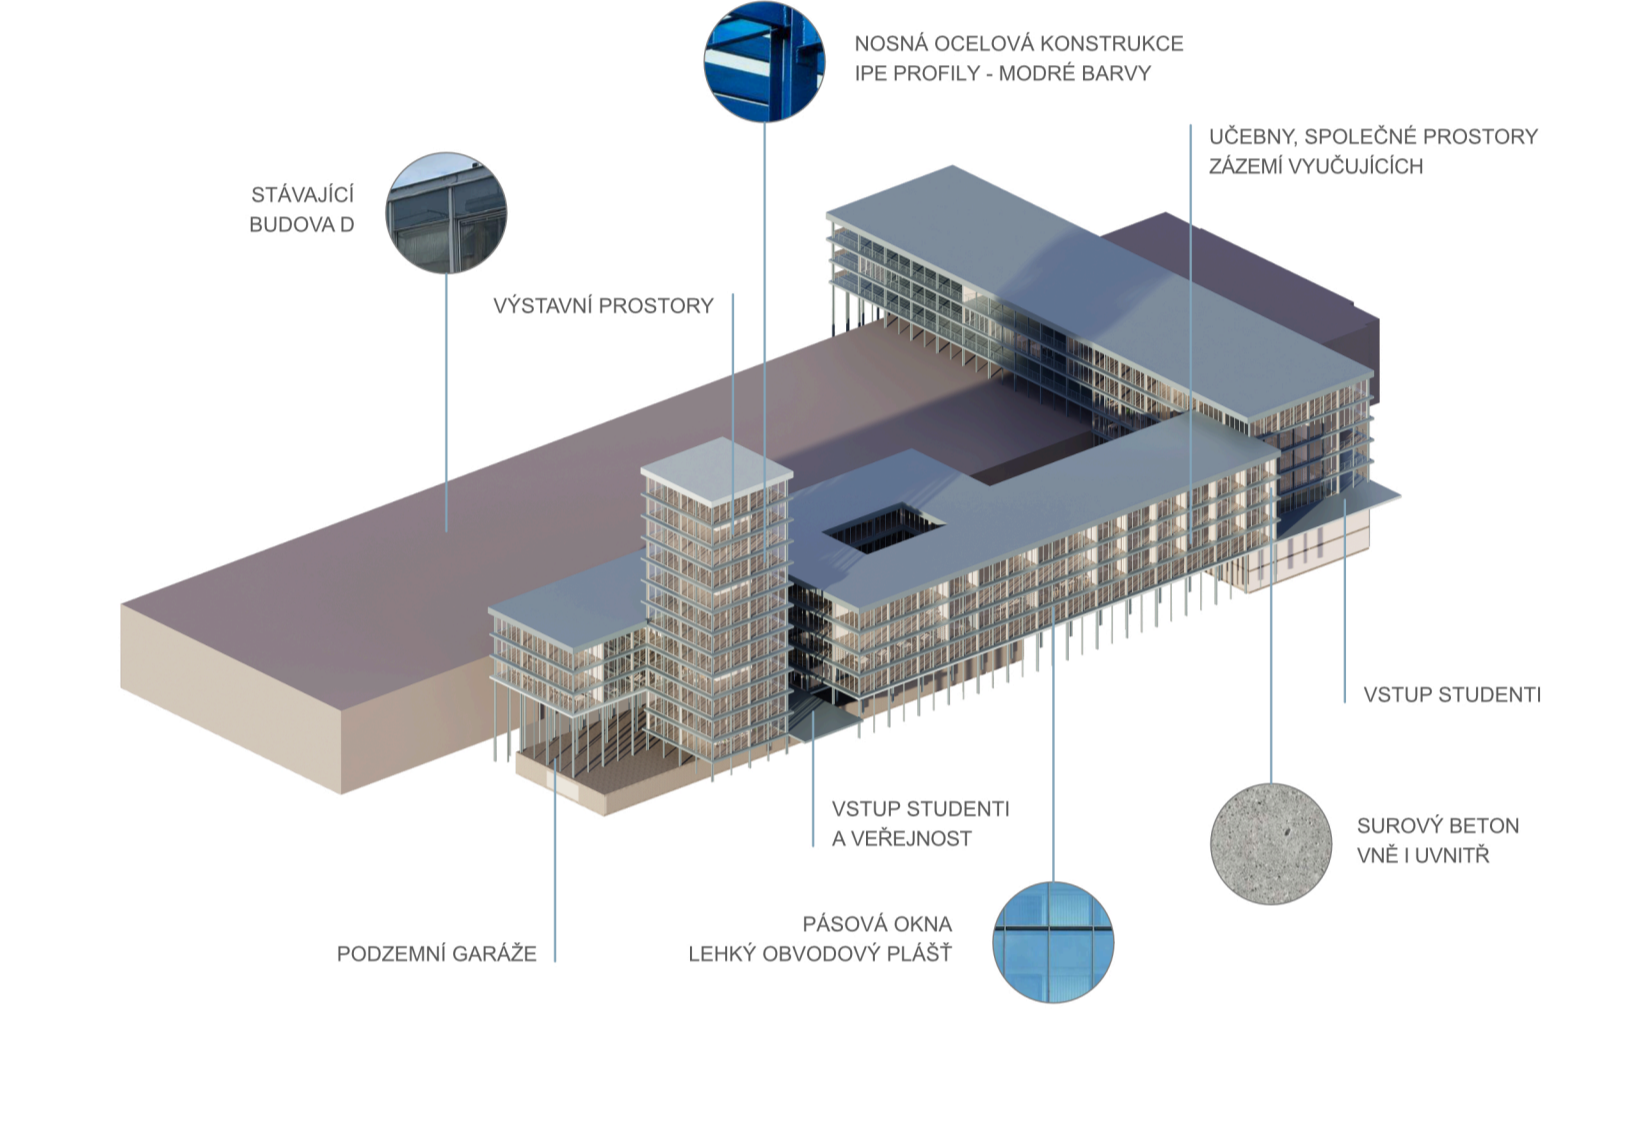 NOSNÁ OCELOVÁ KONSTRUKCE
IPE PROFILY - MODRÉ BARVY
UČEBNY, SPOLEČNÉ PROSTORY
ZÁZEMÍ VYUČUJÍCÍCH
STÁVAJÍCÍ
BUDOVA D
VÝSTAVNÍ PROSTORY
VSTUP STUDENTI
VSTUP STUDENTI
A VEŘEJNOST
SUROVÝ BETON
VNĚ I UVNITŘ
PÁSOVÁ OKNA
LEHKÝ OBVODOVÝ PLÁŠŤ
PODZEMNÍ GARÁŽE